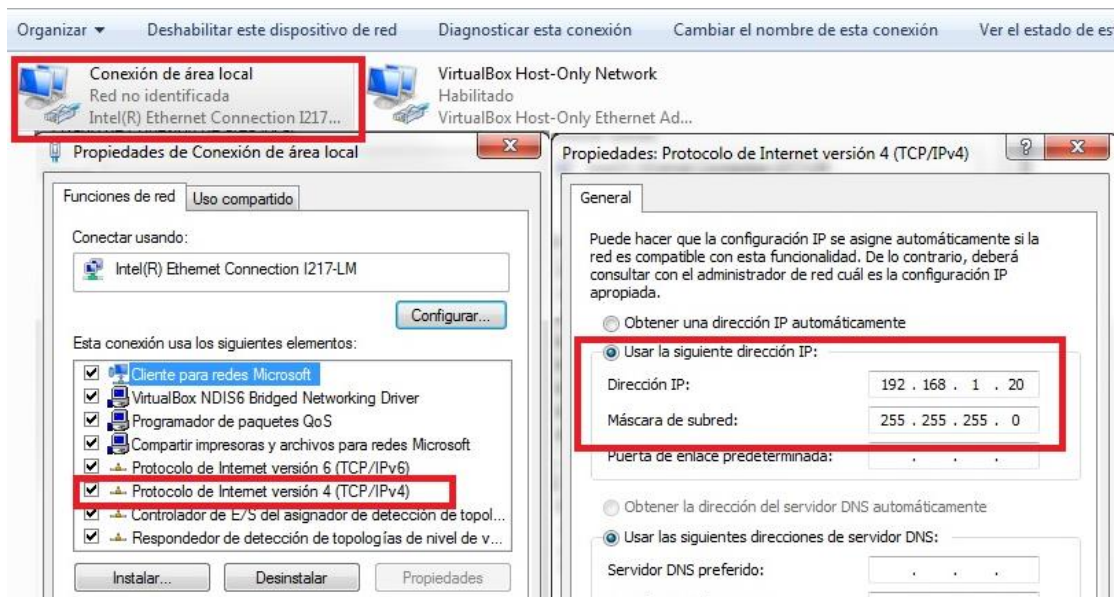 Organizar Deshabilitar este dispositivo de red Diagnosticar esta conexión Cambiar el nombre de esta conexión Ver el estado de es
Conexión de área local
Red no identificada
Intel(R) Ethernet Connection I217...
VirtualBox Host-Only Network
Habilitado
VirtualBox Host-Only Ethernet Ad...
Propiedades de Conexión de área local
Funciones de red Uso compartido
Conectar usando:
Intel(R) Ethernet Connection I217-LM
Configurar...
Esta conexión usa los siguientes elementos:
Cliente para redes Microsoft
VirtualBox NDIS6 Bridged Networking Driver
Programador de paquetes QoS
Compartir impresoras y archivos para redes Microsoft
Protocolo de Internet versión 6 (TCP/IPv6)
Protocolo de Internet versión 4 (TCP/IPv4)
Controlador de E/S del asignador de detección de topol...
Respondedor de detección de topologías de nivel de v...
Instalar... Desinstalar Propiedades
Propiedades: Protocolo de Internet versión 4 (TCP/IPv4)
General
Puede hacer que la configuración IP se asigne automáticamente si la
red es compatible con esta funcionalidad. De lo contrario, deberá
consultar con el administrador de red cuál es la configuración IP
apropiada.
Obtener una dirección IP automáticamente
Usar la siguiente dirección IP:
Dirección IP: 192 . 168 . 1 . 20
Máscara de subred: 255 . 255 . 255 . 0
Puerta de enlace predeterminada: . . .
Obtener la dirección del servidor DNS automáticamente
Usar las siguientes direcciones de servidor DNS:
Servidor DNS preferido: . . .